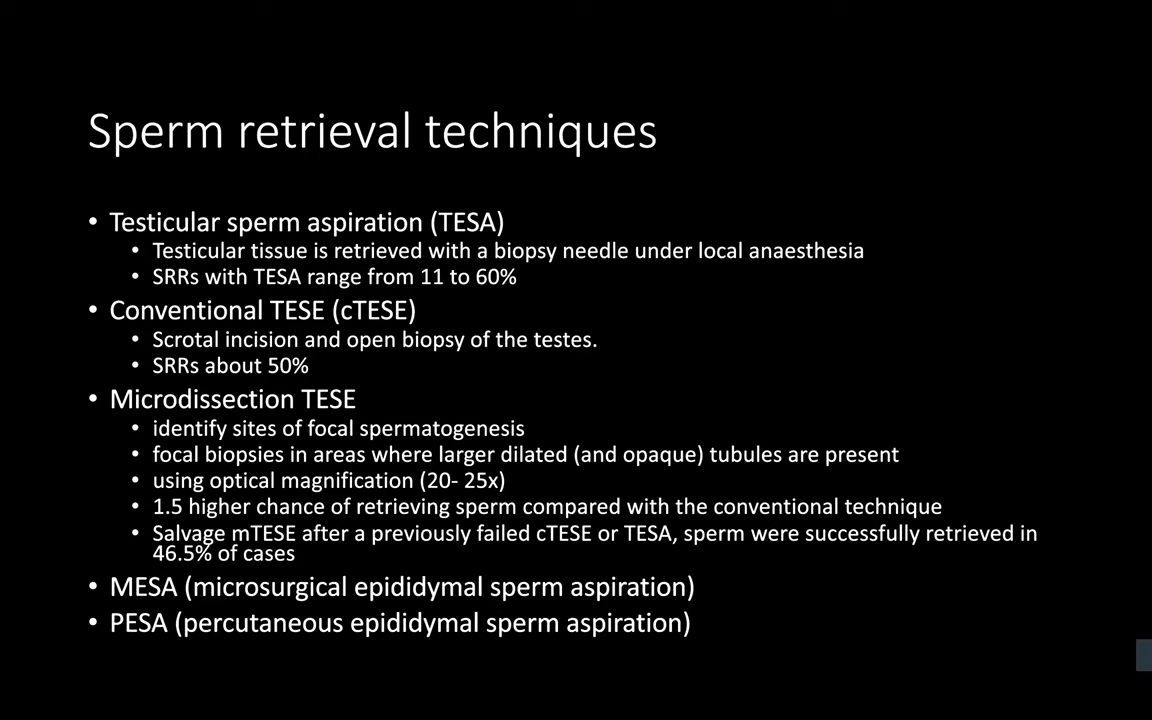 Sperm retrieval techniques
• Testicular sperm aspiration (TESA)
• Testicular tissue is retrieved with a biopsy needle under local anaesthesia
• SRRs with TESA range from 11 to 60%
• Conventional TESE (cTESE)
• Scrotal incision and open biopsy of the testes.
• SRRs about 50%
• Microdissection TESE
• identify sites of focal spermatogenesis
• focal biopsies in areas where larger dilated (and opaque) tubules are present
• using optical magnification (20- 25x)
• 1.5 higher chance of retrieving sperm compared with the conventional technique
• Salvage mTESE after a previously failed cTESE or TESA, sperm were successfully retrieved in
46.5% of cases
• MESA (microsurgical epididymal sperm aspiration)
• PESA (percutaneous epididymal sperm aspiration)